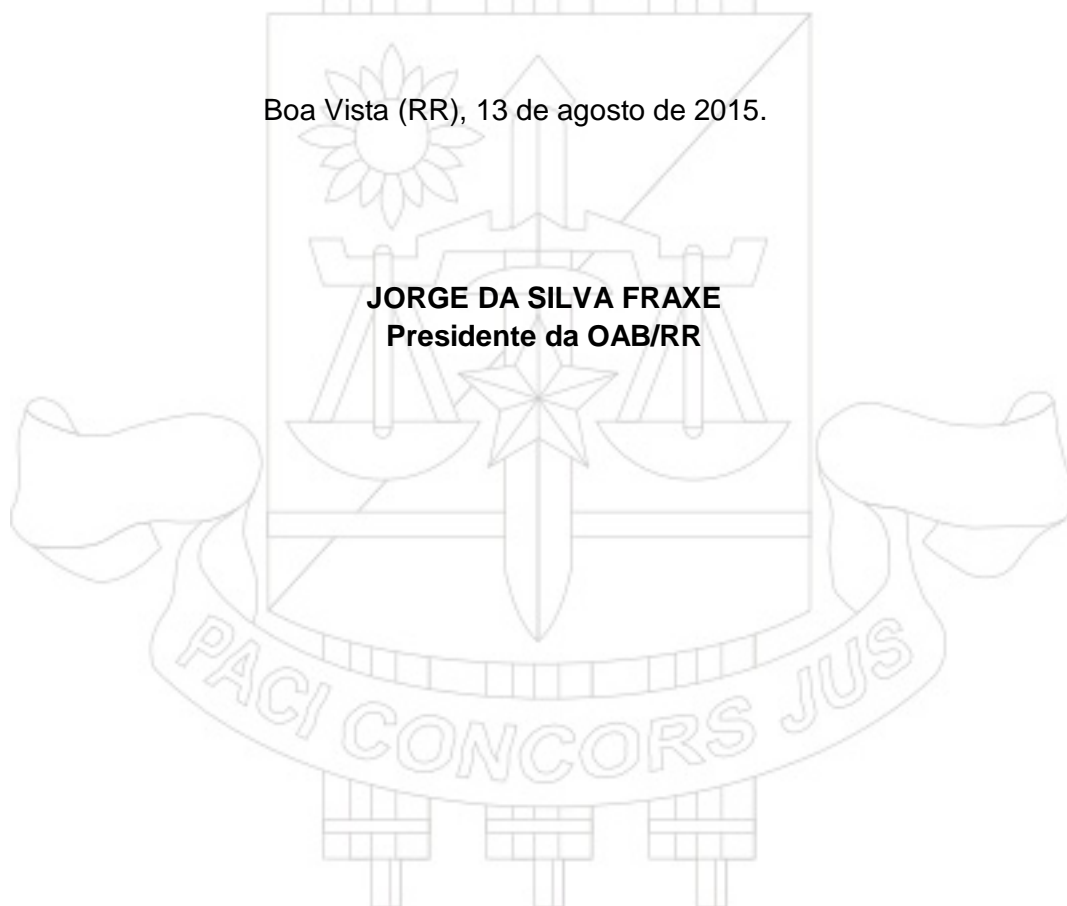 Boa Vista (RR), 13 de agosto de 2015.
JORGE DA SILVA FRAXE
Presidente da OAB/RR
PACI CONCORS JUS